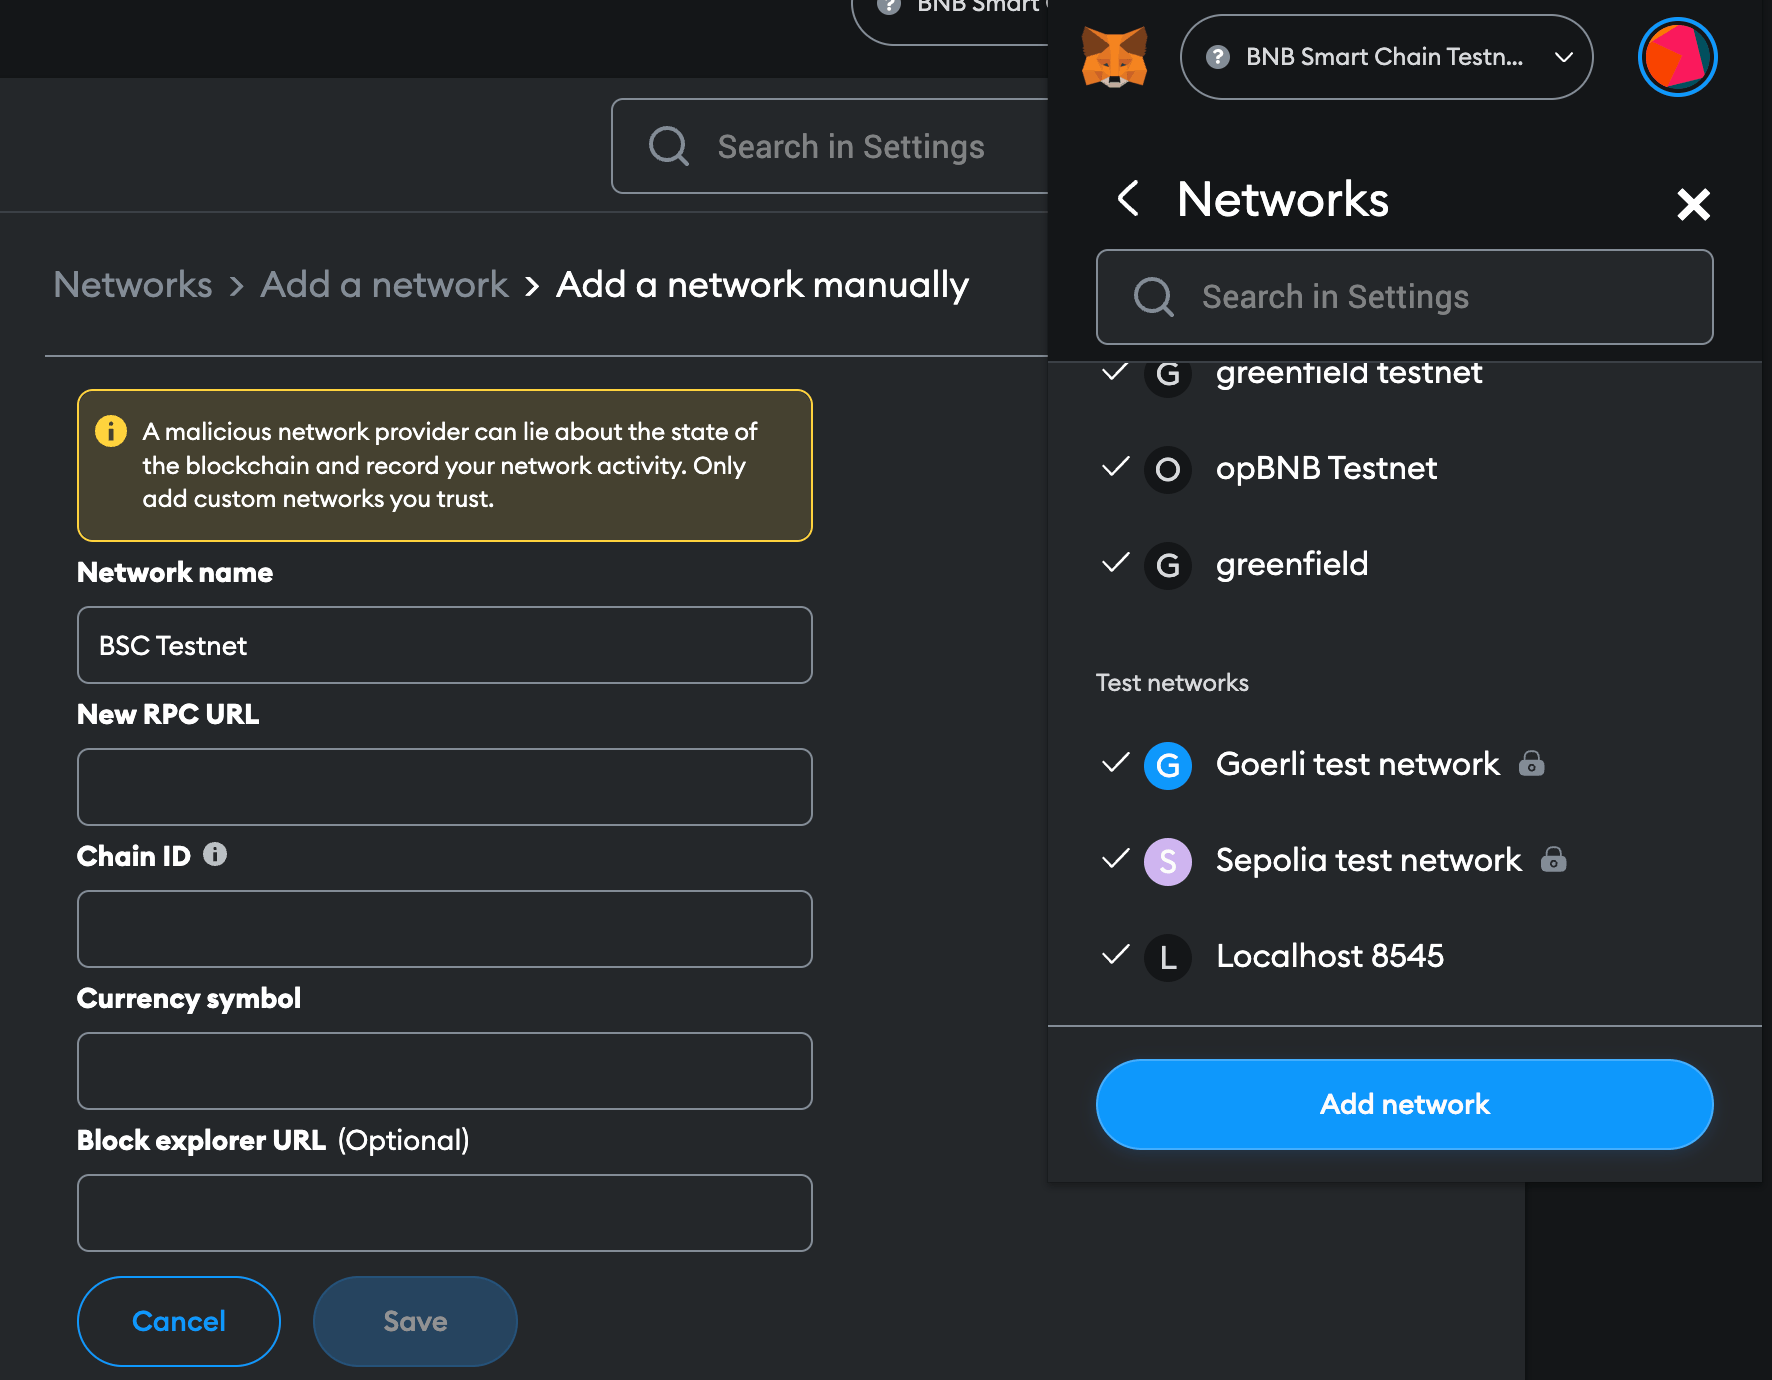 BNB Smart
Search in Settings
Networks > Add a network > Add a network manually
A malicious network provider can lie about the state of
the blockchain and record your network activity. Only
add custom networks you trust.
Network name
BSC Testnet
New RPC URL
Chain ID
Currency symbol
Block explorer URL (Optional)
Cancel
Save
BNB Smart Chain Testn...
Networks
Search in Settings
G greenfield testnet
O opBNB Testnet
G greenfield
Test networks
G Goerli test network
S Sepolia test network
L Localhost 8545
Add network